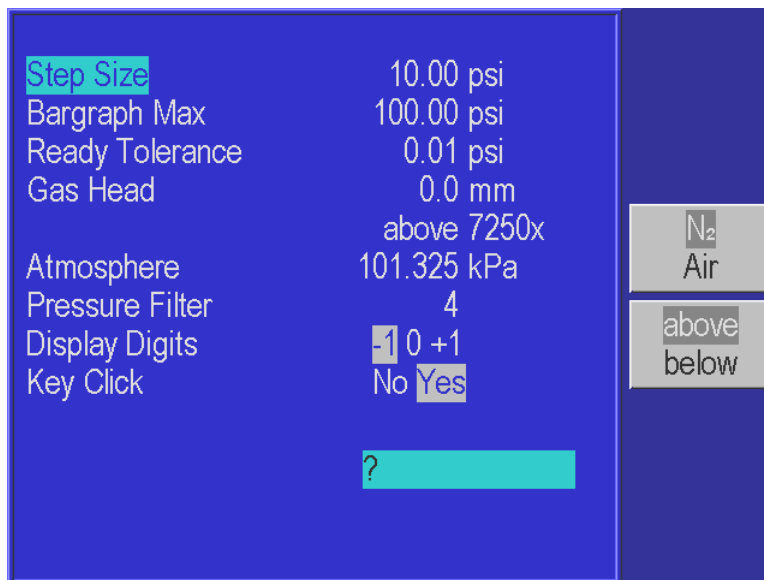 Step Size 10.00 psi
Bargraph Max 100.00 psi
Ready Tolerance 0.01 psi
Gas Head 0.0 mm
above 7250x
Atmosphere 101.325 kPa
Pressure Filter 4
Display Digits -1 0 +1
Key Click No Yes
?
N₂
Air
above
below